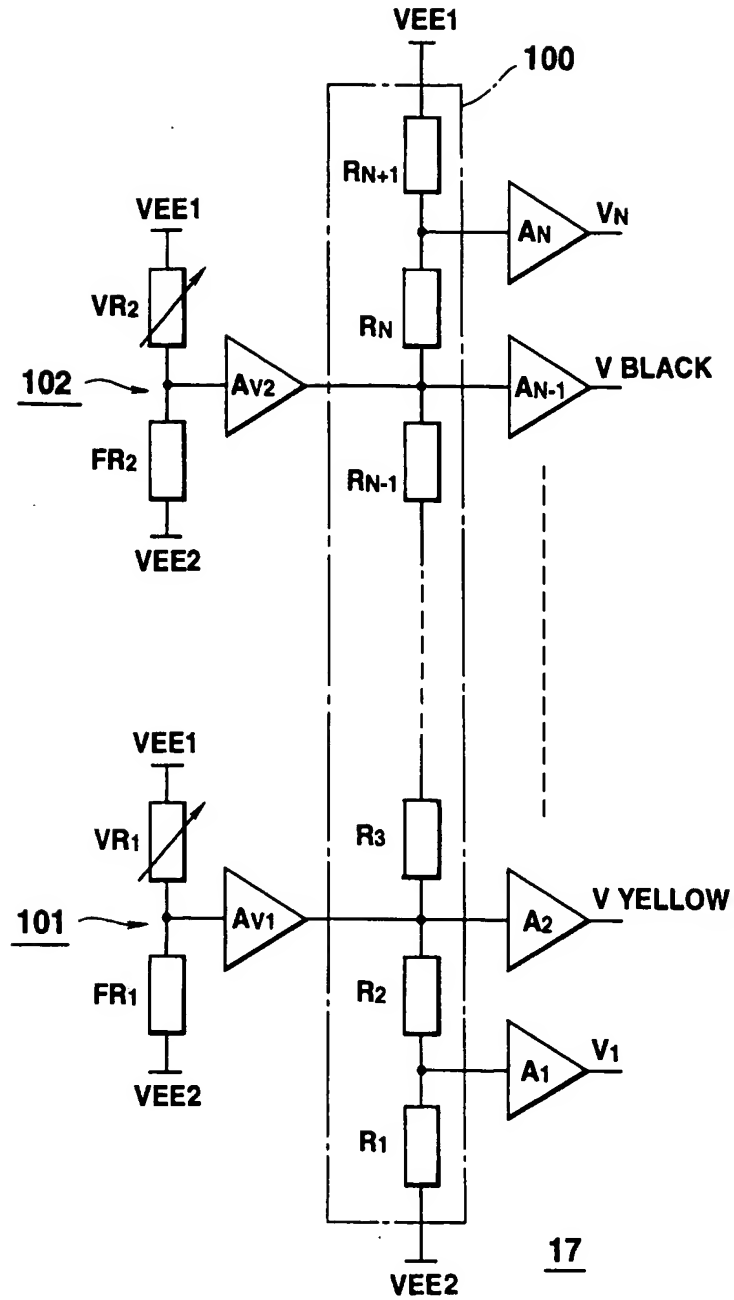 VEE1
100
RN+1
VEE1
AN
VN
VR2
RN
102
AV2
AN-1
V BLACK
FR2
RN-1
VEE2
VEE1
VR1
R3
101
AV1
A2
V YELLOW
FR1
R2
A1
V1
VEE2
R1
17
VEE2